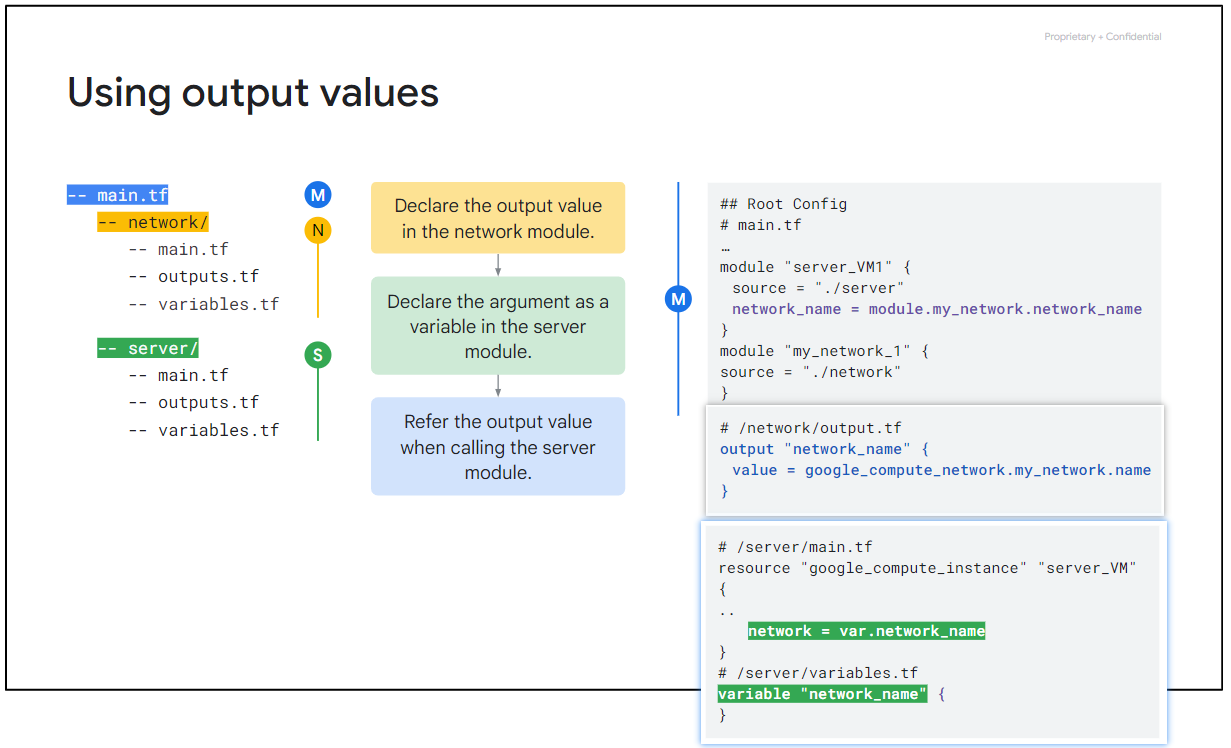 Proprietary + Confidential
Using output values
-- main.tf
-- network/
-- main.tf
-- outputs.tf
-- variables.tf
-- server/
-- main.tf
-- outputs.tf
-- variables.tf
M
N
S
Declare the output value
in the network module.
Declare the argument as a
variable in the server
module.
Refer the output value
when calling the server
module.
M
## Root Config
# main.tf
…
module "server_VM1" {
source = "./server"
network_name = module.my_network.network_name
}
module "my_network_1" {
source = "./network"
}
# /network/output.tf
output "network_name" {
value = google_compute_network.my_network.name
}
# /server/main.tf
resource "google_compute_instance" "server_VM"
{
..
network = var.network_name
}
# /server/variables.tf
variable "network_name" {
}